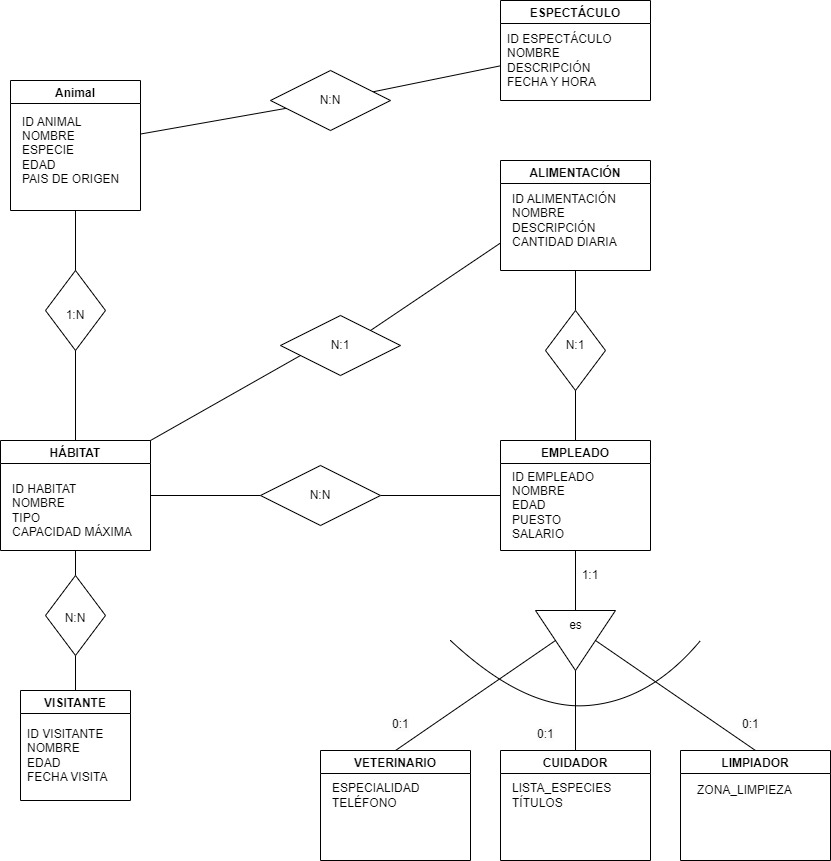 ESPECTÁCULO
ID ESPECTÁCULO
NOMBRE
DESCRIPCIÓN
FECHA Y HORA
Animal
ID ANIMAL
NOMBRE
ESPECIE
EDAD
PAIS DE ORIGEN
N:N
ALIMENTACIÓN
ID ALIMENTACIÓN
NOMBRE
DESCRIPCIÓN
CANTIDAD DIARIA
1:N
N:1
N:1
HÁBITAT
ID HABITAT
NOMBRE
TIPO
CAPACIDAD MÁXIMA
N:N
EMPLEADO
ID EMPLEADO
NOMBRE
EDAD
PUESTO
SALARIO
1:1
N:N
es
VISITANTE
ID VISITANTE
NOMBRE
EDAD
FECHA VISITA
0:1
0:1
0:1
VETERINARIO
ESPECIALIDAD
TELÉFONO
CUIDADOR
LISTA_ESPECIES
TÍTULOS
LIMPIADOR
ZONA_LIMPIEZA